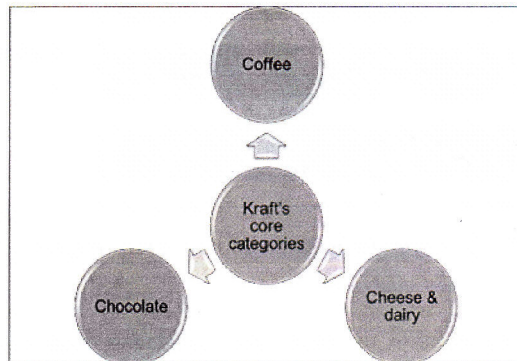 Coffee
Kraft's
core
categories
Chocolate
Cheese &
dairy